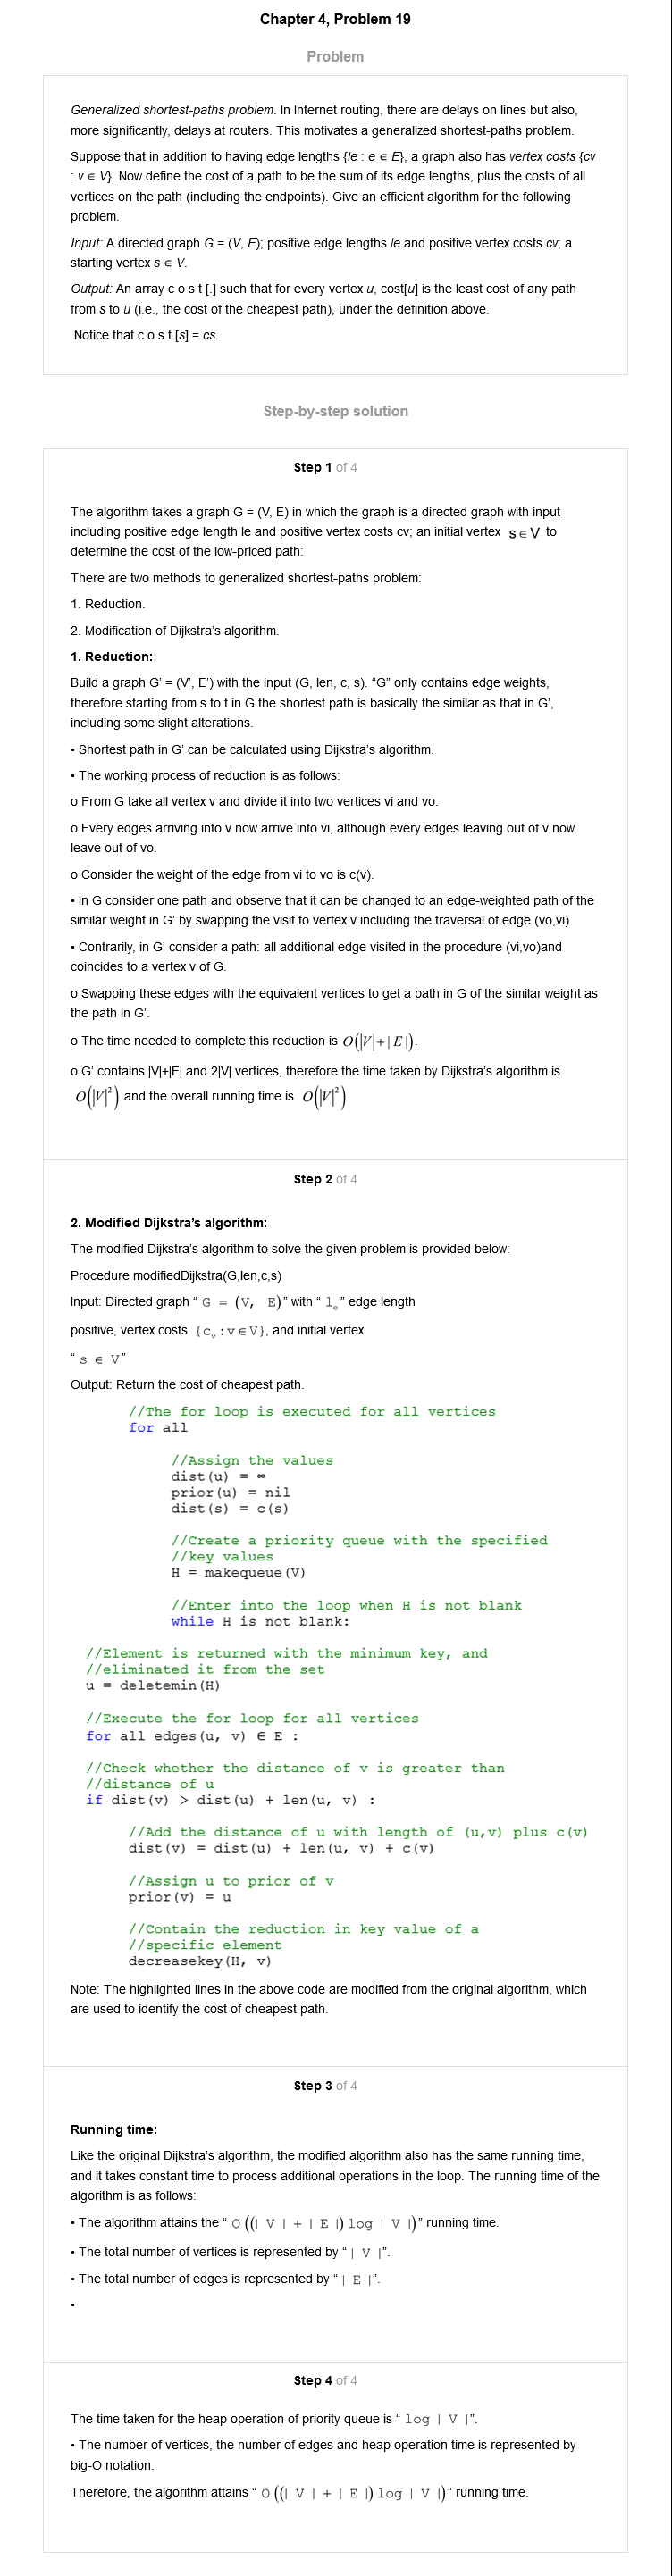 Chapter 4, Problem 19
Problem
Generalized shortest-paths problem. In Internet routing, there are delays on lines but also,
more significantly, delays at routers. This motivates a generalized shortest-paths problem.
Suppose that in addition to having edge lengths {le : e ∈ E}, a graph also has vertex costs {cv
: v ∈ V}. Now define the cost of a path to be the sum of its edge lengths, plus the costs of all
vertices on the path (including the endpoints). Give an efficient algorithm for the following
problem.
Input: A directed graph G = (V, E); positive edge lengths le and positive vertex costs cv; a
starting vertex s ∈ V.
Output: An array c o s t [.] such that for every vertex u, cost[u] is the least cost of any path
from s to u (i.e., the cost of the cheapest path), under the definition above.
Notice that c o s t [s] = cs.
Step-by-step solution
Step 1 of 4
The algorithm takes a graph G = (V, E) in which the graph is a directed graph with input
including positive edge length le and positive vertex costs cv; an initial vertex s ∈ V to
determine the cost of the low-priced path:
There are two methods to generalized shortest-paths problem:
1. Reduction.
2. Modification of Dijkstra's algorithm.
1. Reduction:
Build a graph G' = (V', E') with the input (G, len, c, s). “G” only contains edge weights,
therefore starting from s to t in G the shortest path is basically the similar as that in G',
including some slight alterations.
• Shortest path in G' can be calculated using Dijkstra's algorithm.
• The working process of reduction is as follows:
o From G take all vertex v and divide it into two vertices vi and vo.
o Every edges arriving into v now arrive into vi, although every edges leaving out of v now
leave out of vo.
o Consider the weight of the edge from vi to vo is c(v).
• In G consider one path and observe that it can be changed to an edge-weighted path of the
similar weight in G' by swapping the visit to vertex v including the traversal of edge (vo,vi).
• Contrarily, in G' consider a path: all additional edge visited in the procedure (vi,vo)and
coincides to a vertex v of G.
o Swapping these edges with the equivalent vertices to get a path in G of the similar weight as
the path in G'.
o The time needed to complete this reduction is O(|V|+|E|).
o G' contains |V|+|E| and 2|V| vertices, therefore the time taken by Dijkstra's algorithm is
O(|V|²) and the overall running time is O(|V|²).
Step 2 of 4
2. Modified Dijkstra's algorithm:
The modified Dijkstra's algorithm to solve the given problem is provided below:
Procedure modifiedDijkstra(G,len,c,s)
Input: Directed graph “ G = (V, E)” with “ lₑ” edge length
positive, vertex costs {cᵥ:v∈V}, and initial vertex
“s ∈ V”
Output: Return the cost of cheapest path.
//The for loop is executed for all vertices
for all
//Assign the values
dist(u) = ∞
prior(u) = nil
dist(s) = c(s)
//Create a priority queue with the specified
//key values
H = makequeue(V)
//Enter into the loop when H is not blank
while H is not blank:
//Element is returned with the minimum key, and
//eliminated it from the set
u = deletemin(H)
//Execute the for loop for all vertices
for all edges(u, v) ∈ E :
//Check whether the distance of v is greater than
//distance of u
if dist(v) > dist(u) + len(u, v) :
//Add the distance of u with length of (u,v) plus c(v)
dist(v) = dist(u) + len(u, v) + c(v)
//Assign u to prior of v
prior(v) = u
//Contain the reduction in key value of a
//specific element
decreasekey(H, v)
Note: The highlighted lines in the above code are modified from the original algorithm, which
are used to identify the cost of cheapest path.
Step 3 of 4
Running time:
Like the original Dijkstra's algorithm, the modified algorithm also has the same running time,
and it takes constant time to process additional operations in the loop. The running time of the
algorithm is as follows:
• The algorithm attains the “ O ((| V | + | E |) log | V |)” running time.
• The total number of vertices is represented by “ | V |”.
• The total number of edges is represented by “ | E |”.
•
Step 4 of 4
The time taken for the heap operation of priority queue is “ log | V |”.
• The number of vertices, the number of edges and heap operation time is represented by
big-O notation.
Therefore, the algorithm attains “ O ((| V | + | E |) log | V |)” running time.